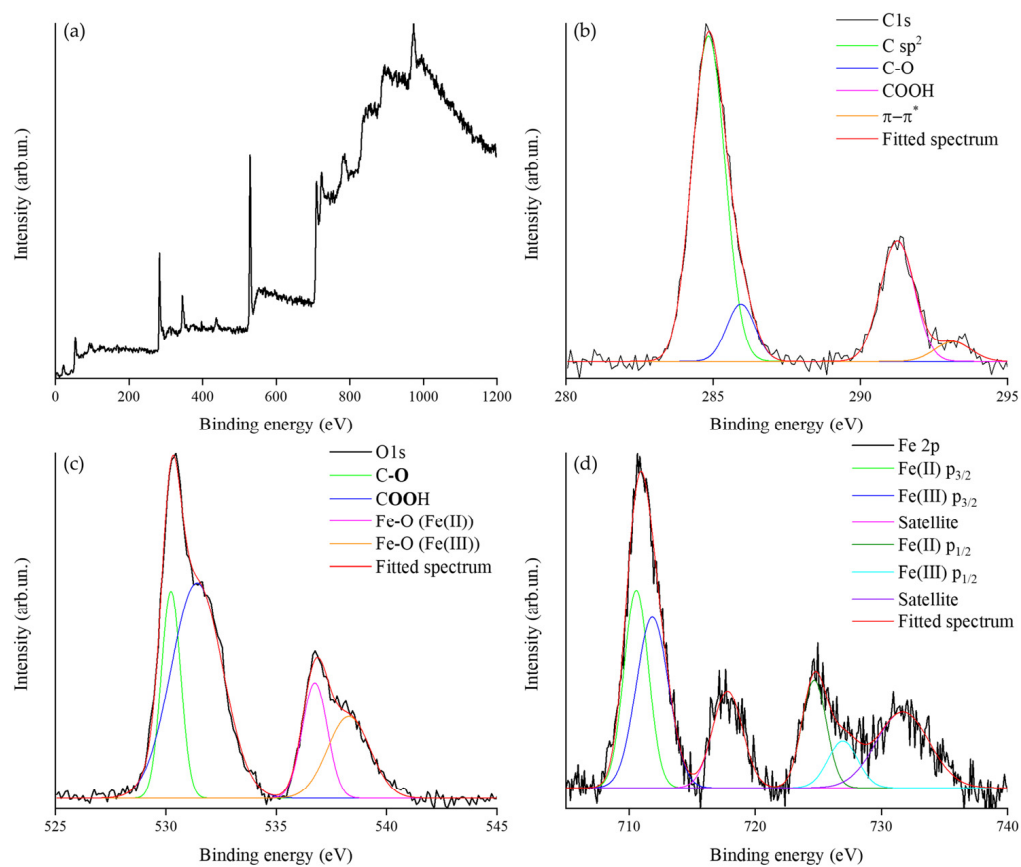 (a)
Intensity (arb.un.)
0 200 400 600 800 1000 1200
Binding energy (eV)
(b)
C1s
C sp²
C-O
COOH
π−π*
Fitted spectrum
Intensity (arb.un.)
280 285 290 295
Binding energy (eV)
(c)
O1s
C-O
COOH
Fe-O (Fe(II))
Fe-O (Fe(III))
Fitted spectrum
Intensity (arb.un.)
525 530 535 540 545
Binding energy (eV)
(d)
Fe 2p
Fe(II) p3/2
Fe(III) p3/2
Satellite
Fe(II) p1/2
Fe(III) p1/2
Satellite
Fitted spectrum
Intensity (arb.un.)
710 720 730 740
Binding energy (eV)